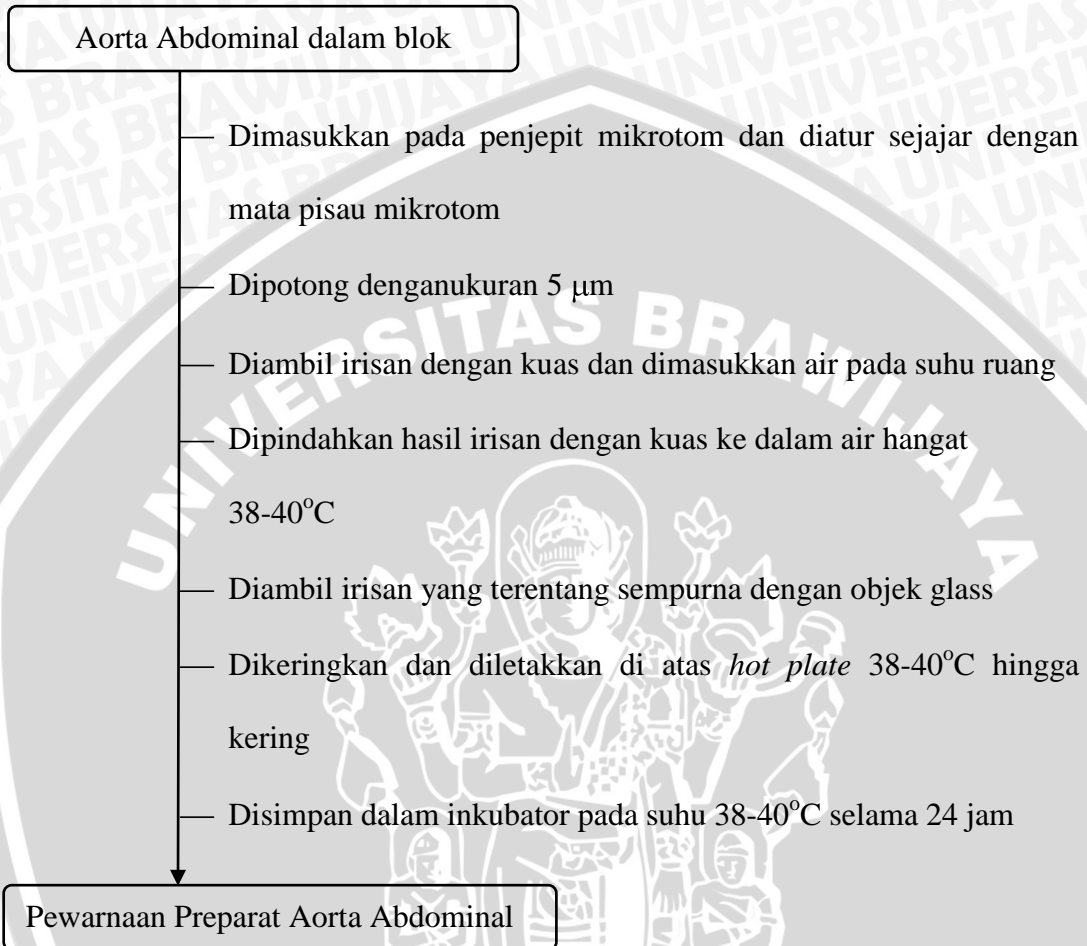 Aorta Abdominal dalam blok
Dimasukkan pada penjepit mikrotom dan diatur sejajar dengan
mata pisau mikrotom
Dipotong denganukuran 5 μm
Diambil irisan dengan kuas dan dimasukkan air pada suhu ruang
Dipindahkan hasil irisan dengan kuas ke dalam air hangat
38-40°C
Diambil irisan yang terentang sempurna dengan objek glass
Dikeringkan dan diletakkan di atas hot plate 38-40°C hingga
kering
Disimpan dalam inkubator pada suhu 38-40°C selama 24 jam
Pewarnaan Preparat Aorta Abdominal
UNIVERSITAS BRAWIJAYA